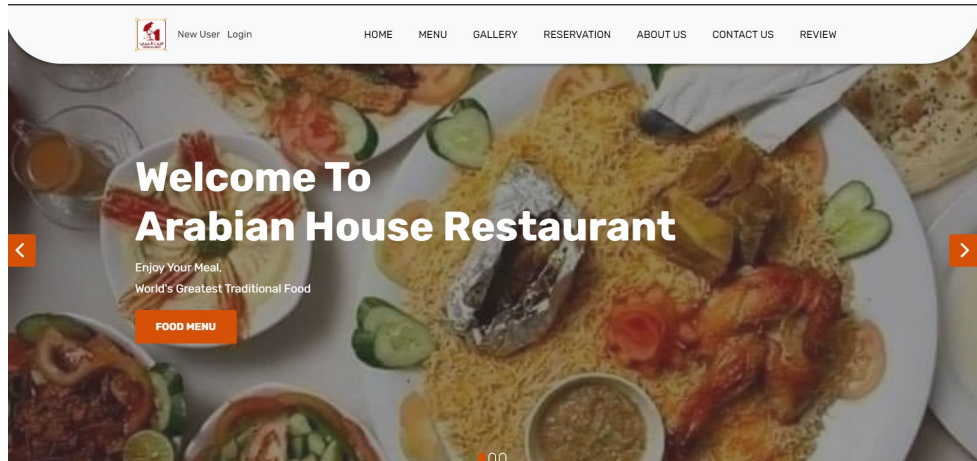 New User Login
HOME MENU GALLERY RESERVATION ABOUT US CONTACT US REVIEW
Welcome To
Arabian House Restaurant
Enjoy Your Meal,
World's Greatest Traditional Food
FOOD MENU